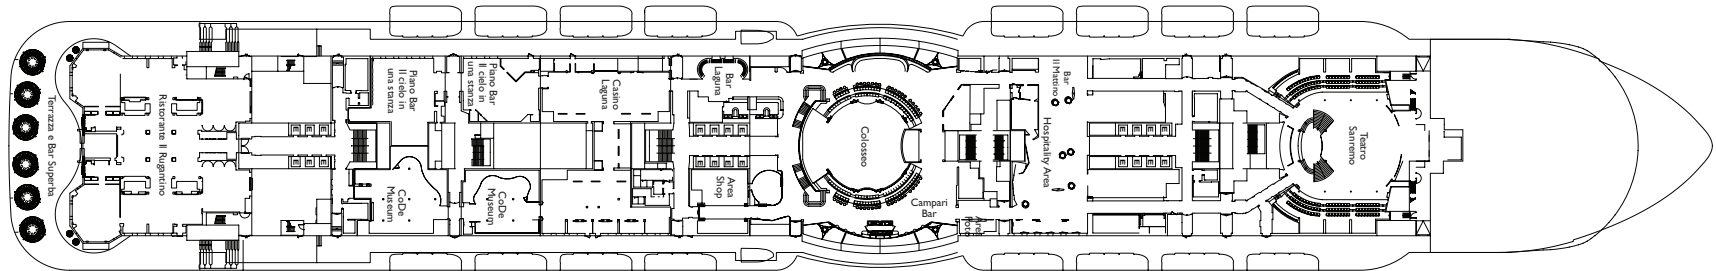 Terrazza e Bar Superba
Ristorante Il Rugantino
Piano Bar
Il cielo in
una stanza
Piano Bar
Il cielo in
una stanza
CoDe
Museum
CoDe
Museum
Casino
Laguna
Bar
Laguna
Area
Shop
Colosseo
Campari
Bar
Area
Foto
Bar
Il Mattino
Hospitality Area
Teatro
Sanremo